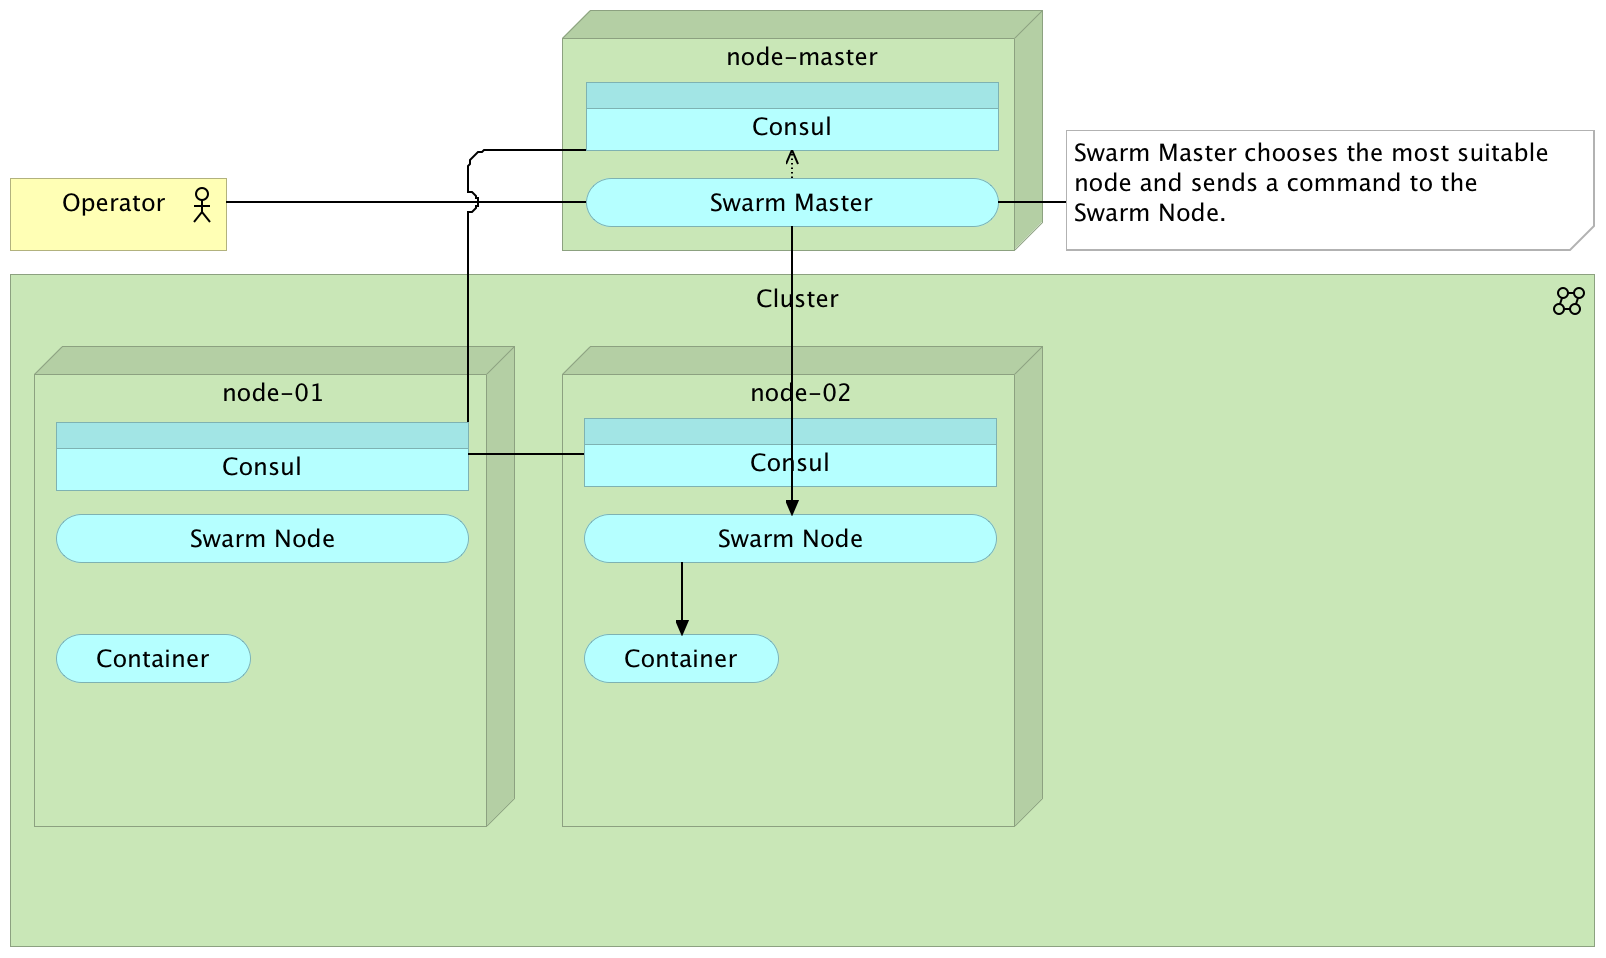 node-master
Consul
Operator
Swarm Master
Swarm Master chooses the most suitable
node and sends a command to the
Swarm Node.
Cluster
node-01
Consul
Swarm Node
Container
node-02
Consul
Swarm Node
Container